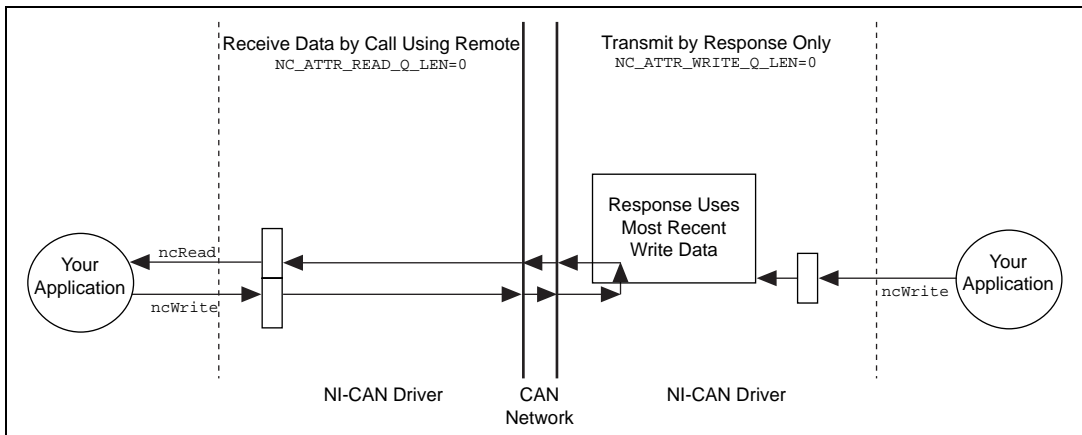 Receive Data by Call Using Remote
NC_ATTR_READ_Q_LEN=0
Transmit by Response Only
NC_ATTR_WRITE_Q_LEN=0
Your
Application
ncRead
ncWrite
Response Uses
Most Recent
Write Data
ncWrite
Your
Application
NI-CAN Driver
CAN
Network
NI-CAN Driver